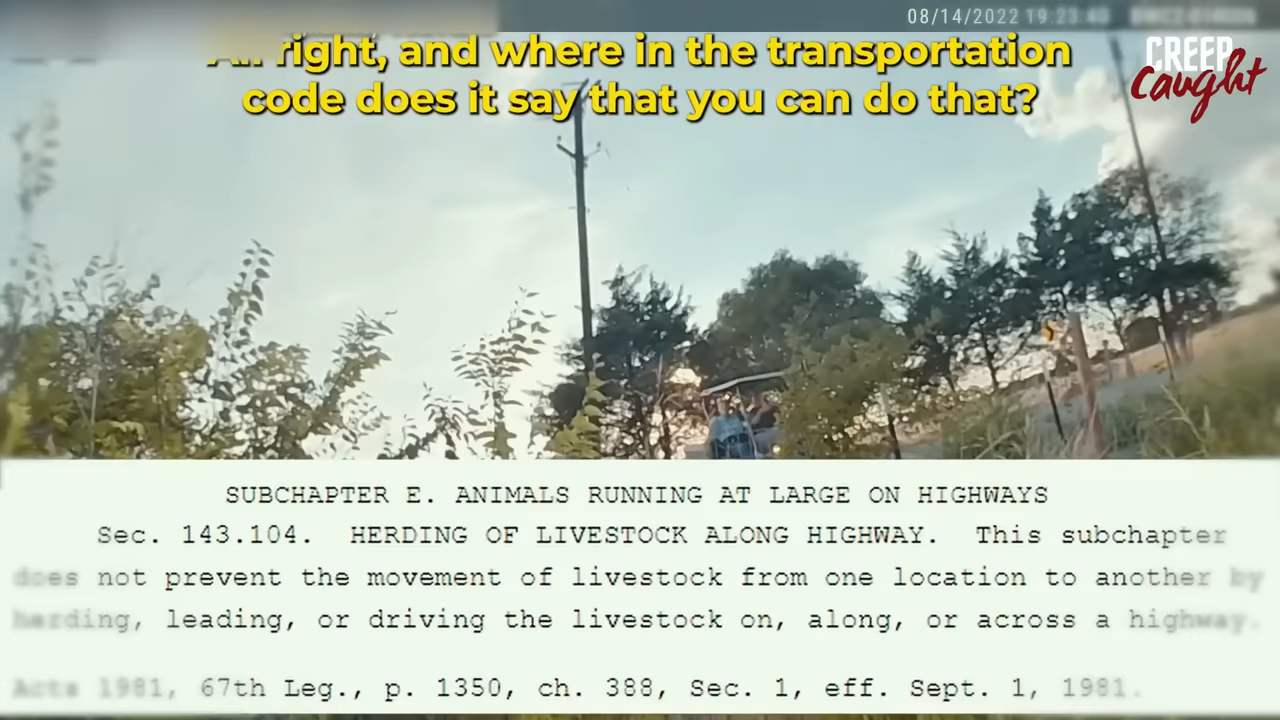 08/14/2022 19:23:40
CREEP
Caught
right, and where in the transportation
code does it say that you can do that?
SUBCHAPTER E. ANIMALS RUNNING AT LARGE ON HIGHWAYS
Sec. 143.104. HERDING OF LIVESTOCK ALONG HIGHWAY. This subchapter
does not prevent the movement of livestock from one location to another by
herding, leading, or driving the livestock on, along, or across a highway.
Acts 1981, 67th Leg., p. 1350, ch. 388, Sec. 1, eff. Sept. 1, 1981.